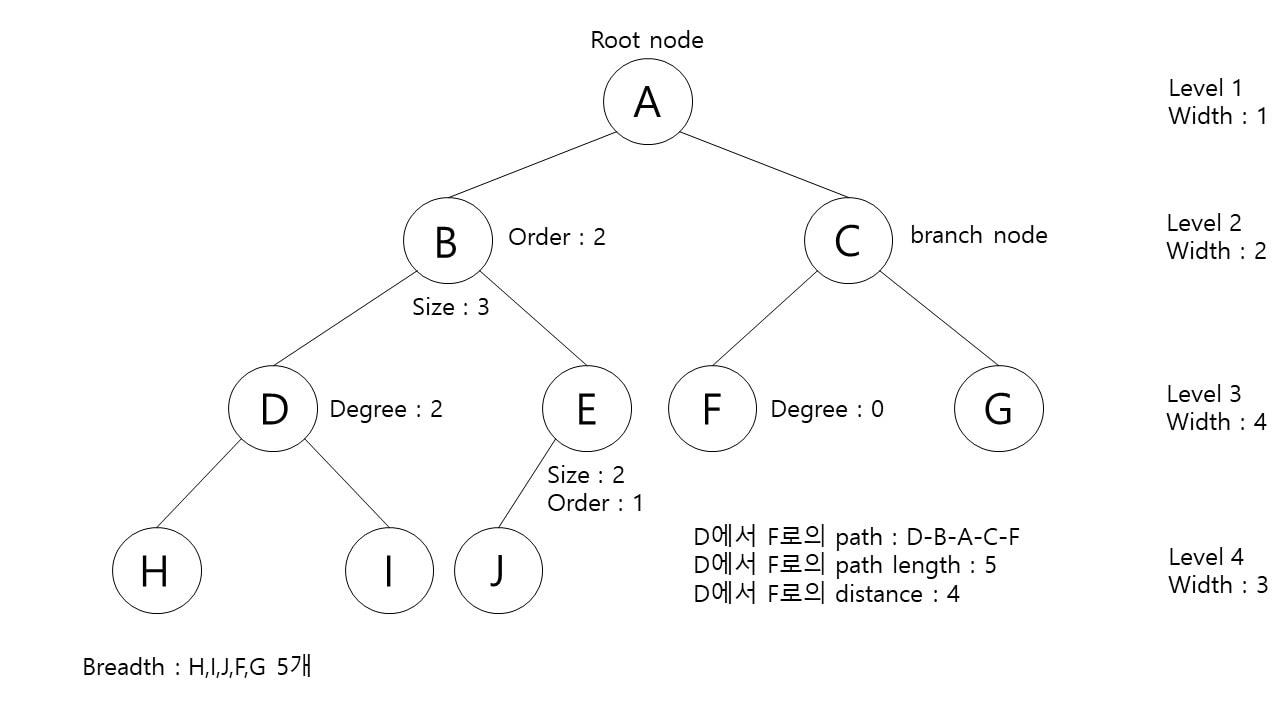 Root node
A
Level 1
Width : 1
B
Order : 2
C
branch node
Level 2
Width : 2
Size : 3
D
Degree : 2
E
F
Degree : 0
G
Level 3
Width : 4
Size : 2
Order : 1
H
I
J
D에서 F로의 path : D-B-A-C-F
D에서 F로의 path length : 5
D에서 F로의 distance : 4
Level 4
Width : 3
Breadth : H,I,J,F,G 5개